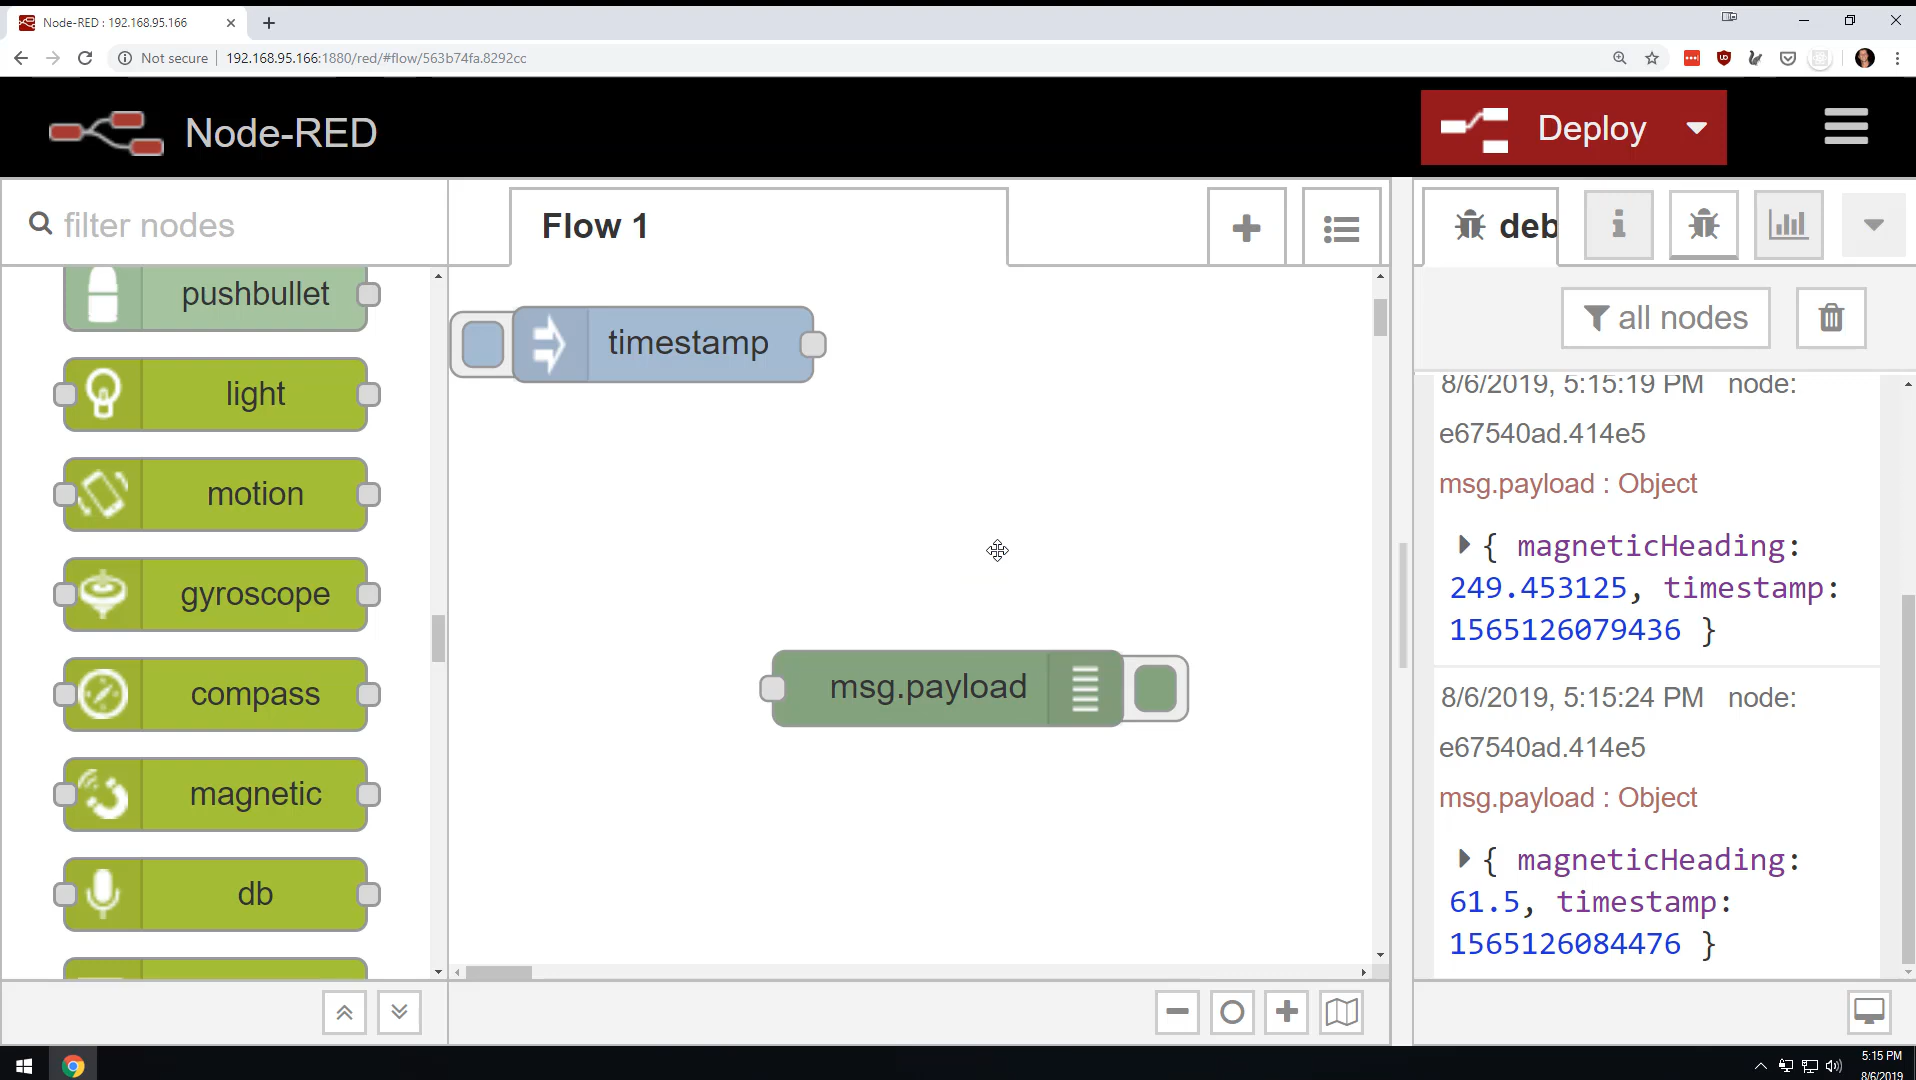 Node-RED : 192.168.95.166
Not secure
192.168.95.166:1880/red/#flow/563b74fa.8292cc
Node-RED
Deploy
filter nodes
Flow 1
deb
all nodes
pushbullet
light
motion
gyroscope
compass
magnetic
db
timestamp
msg.payload
8/6/2019, 5:15:19 PM node:
e67540ad.414e5
msg.payload : Object
{ magneticHeading:
249.453125, timestamp:
1565126079436 }
8/6/2019, 5:15:24 PM node:
e67540ad.414e5
msg.payload : Object
{ magneticHeading:
61.5, timestamp:
1565126084476 }
5:15 PM
8/6/2019